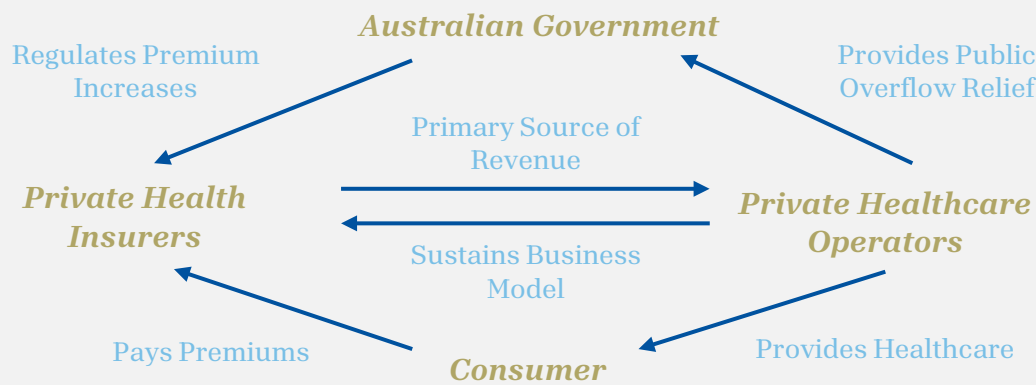 Australian Government
Regulates Premium
Increases
Provides Public
Overflow Relief
Primary Source of
Revenue
Private Health
Insurers
Private Healthcare
Operators
Sustains Business
Model
Pays Premiums
Provides Healthcare
Consumer